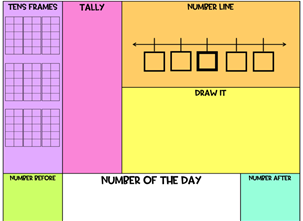 TENS FRAMES
TALLY
NUMBER LINE
DRAW IT
NUMBER BEFORE
NUMBER OF THE DAY
NUMBER AFTER